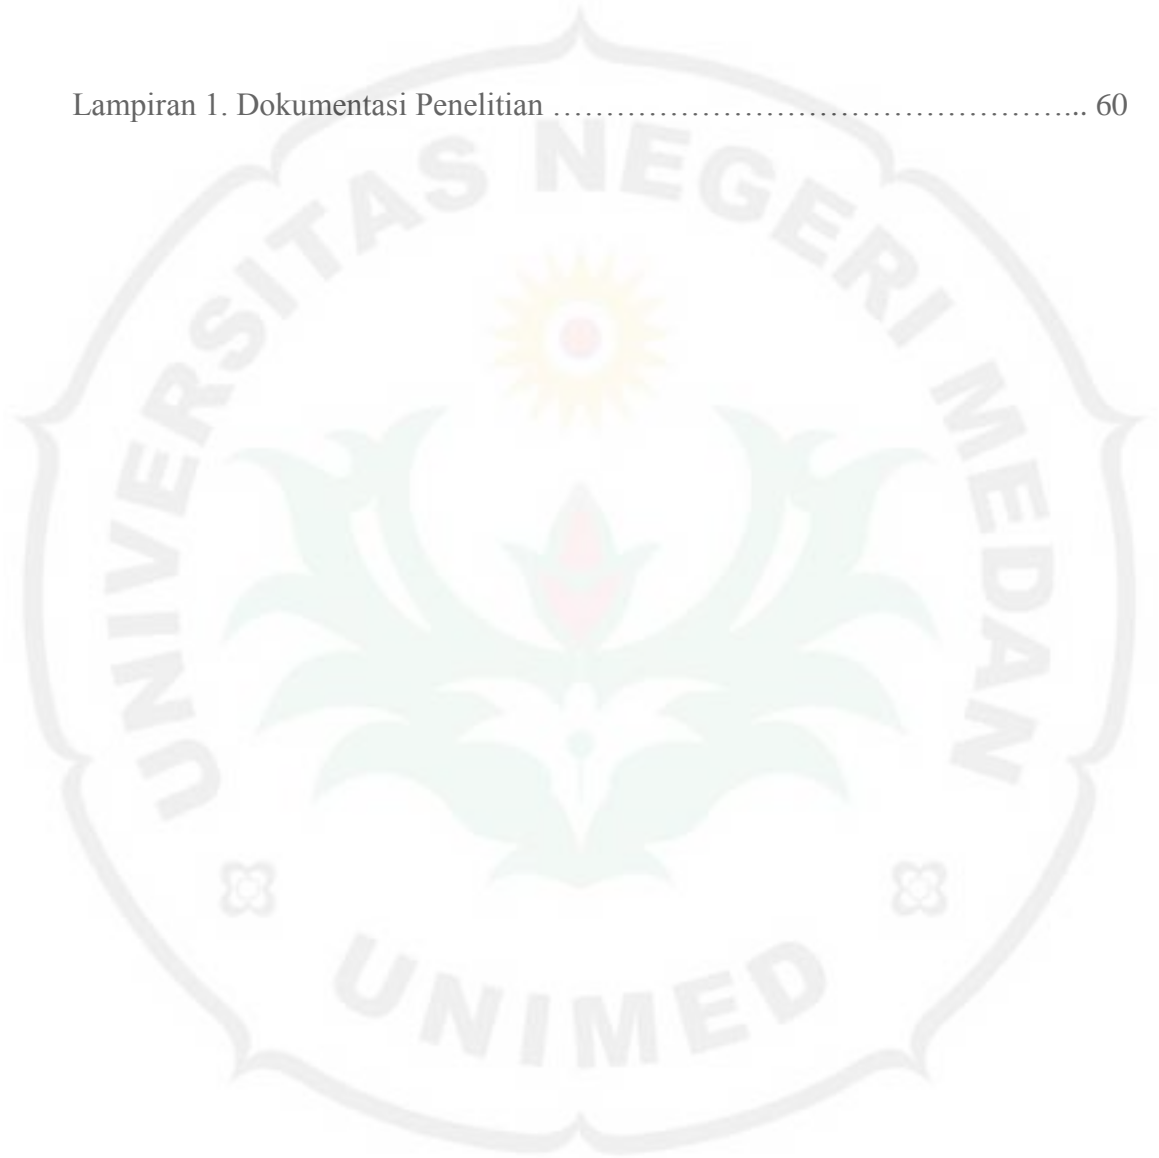 Lampiran 1. Dokumentasi Penelitian ………………………………………….. 60
UNIVERSITAS NEGERI MEDAN
UNIMED